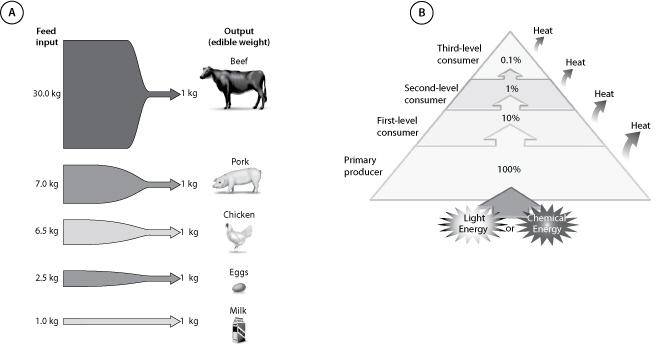 A
Feed
input
Output
(edible weight)
Beef
30.0 kg
1 kg
Pork
7.0 kg
1 kg
Chicken
6.5 kg
1 kg
Eggs
2.5 kg
1 kg
Milk
1.0 kg
1 kg
B
Heat
Third-level
consumer
0.1%
Heat
Second-level
consumer
1%
Heat
First-level
consumer
10%
Heat
Primary
producer
100%
Light
Energy
or
Chemical
Energy